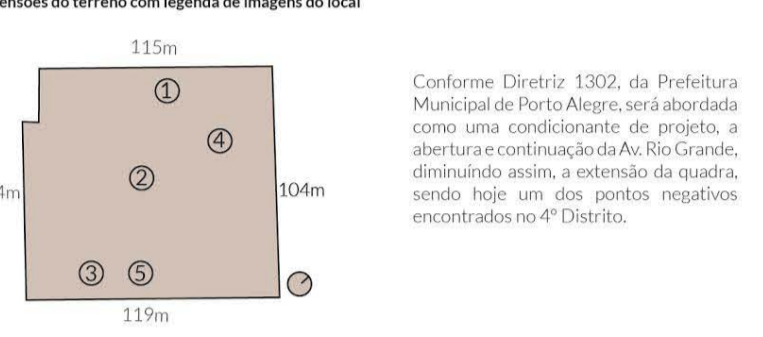 ensões do terreno com legenda de imagens do local
115m
1
4
2
4m
104m
3
5
119m
Conforme Diretriz 1302, da Prefeitura
Municipal de Porto Alegre, será abordada
como uma condicionante de projeto, a
abertura e continuação da Av. Rio Grande,
diminuíndo assim, a extensão da quadra,
sendo hoje um dos pontos negativos
encontrados no 4º Distrito.